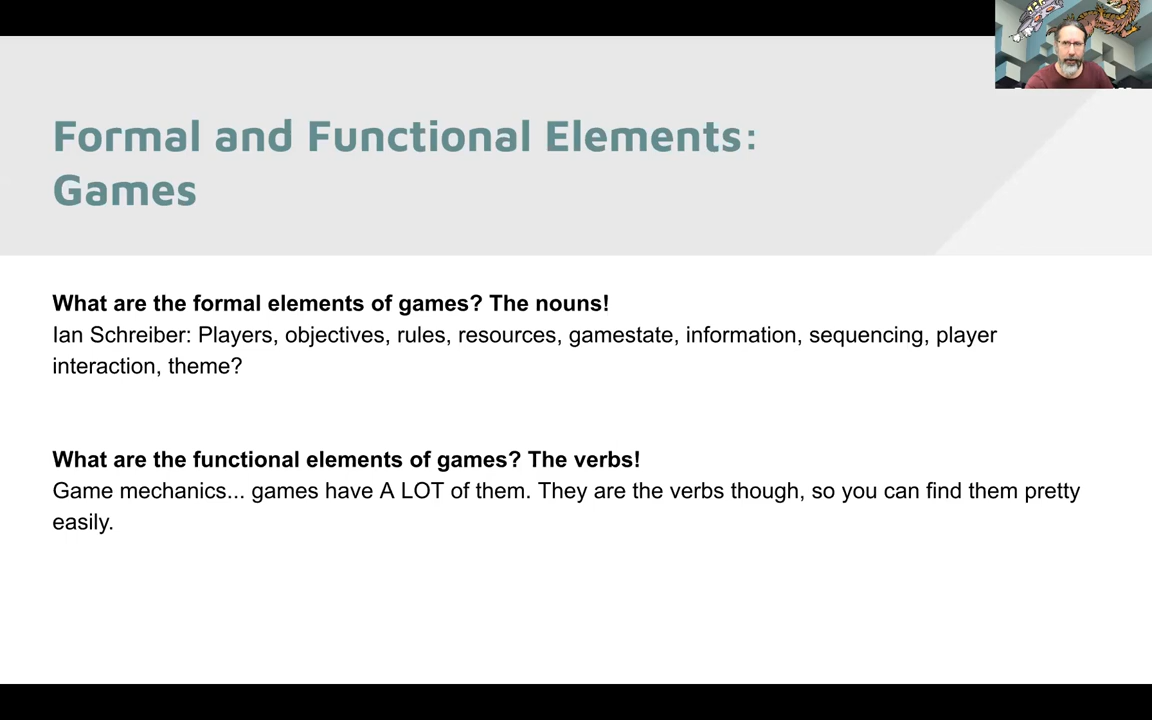 Formal and Functional Elements:
Games
What are the formal elements of games? The nouns!
Ian Schreiber: Players, objectives, rules, resources, gamestate, information, sequencing, player
interaction, theme?
What are the functional elements of games? The verbs!
Game mechanics... games have A LOT of them. They are the verbs though, so you can find them pretty
easily.